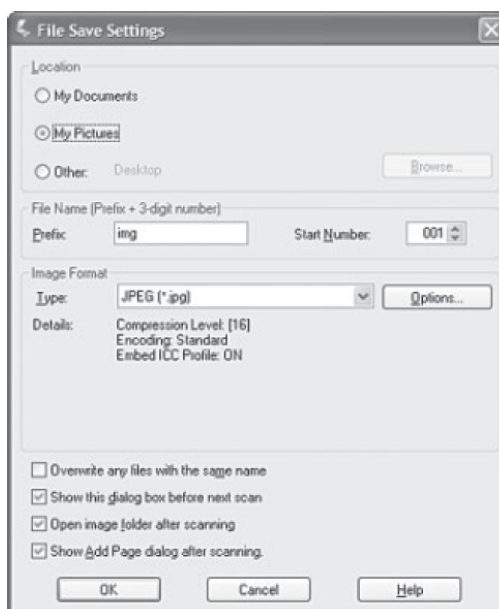 File Save Settings
Location
My Documents
My Pictures
Other: Desktop Browse...
File Name (Prefix + 3-digit number)
Prefix: img Start Number: 001
Image Format
Type: JPEG (*.jpg) Options...
Details: Compression Level: [16]
Encoding: Standard
Embed ICC Profile: ON
Overwrite any files with the same name
Show this dialog box before next scan
Open image folder after scanning
Show Add Page dialog after scanning.
OK Cancel Help